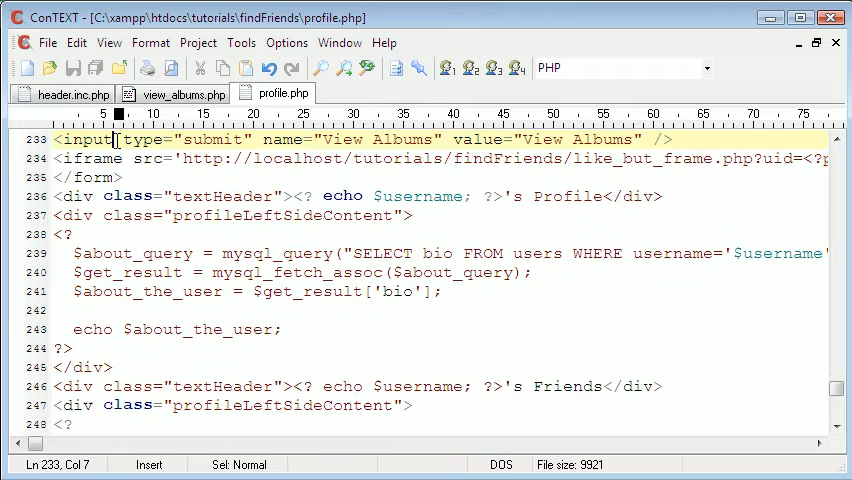 ConTEXT - [C:\xampp\htdocs\tutorials\findFriends\profile.php]
File Edit View Format Project Tools Options Window Help
1 2 3 4 PHP
header.inc.php view_albums.php profile.php
5 10 15 20 25 30 35 40 45 50 55 60 65 70 75
233 <input type="submit" name="View Albums" value="View Albums" />
234 <iframe src='http://localhost/tutorials/findFriends/like_but_frame.php?uid=<?p
235 </form>
236 <div class="textHeader"><? echo $username; ?>'s Profile</div>
237 <div class="profileLeftSideContent">
238 <?
239 $about_query = mysql_query("SELECT bio FROM users WHERE username='$username'
240 $get_result = mysql_fetch_assoc($about_query);
241 $about_the_user = $get_result['bio'];
242
243 echo $about_the_user;
244 ?>
245 </div>
246 <div class="textHeader"><? echo $username; ?>'s Friends</div>
247 <div class="profileLeftSideContent">
248 <?
Ln 233, Col 7 Insert Sel: Normal DOS File size: 9921